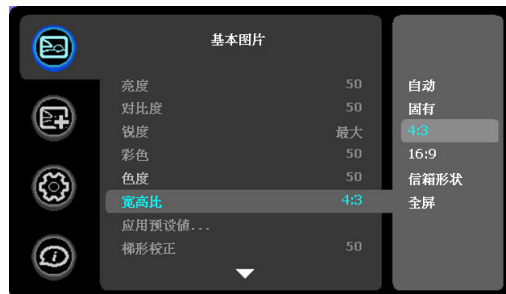 基本图片
亮度 50
对比度 50
锐度 最大
彩色 50
色度 50
宽高比 4:3
应用预设値...
梯形校正 50
自动
固有
4:3
16:9
信箱形状
全屏